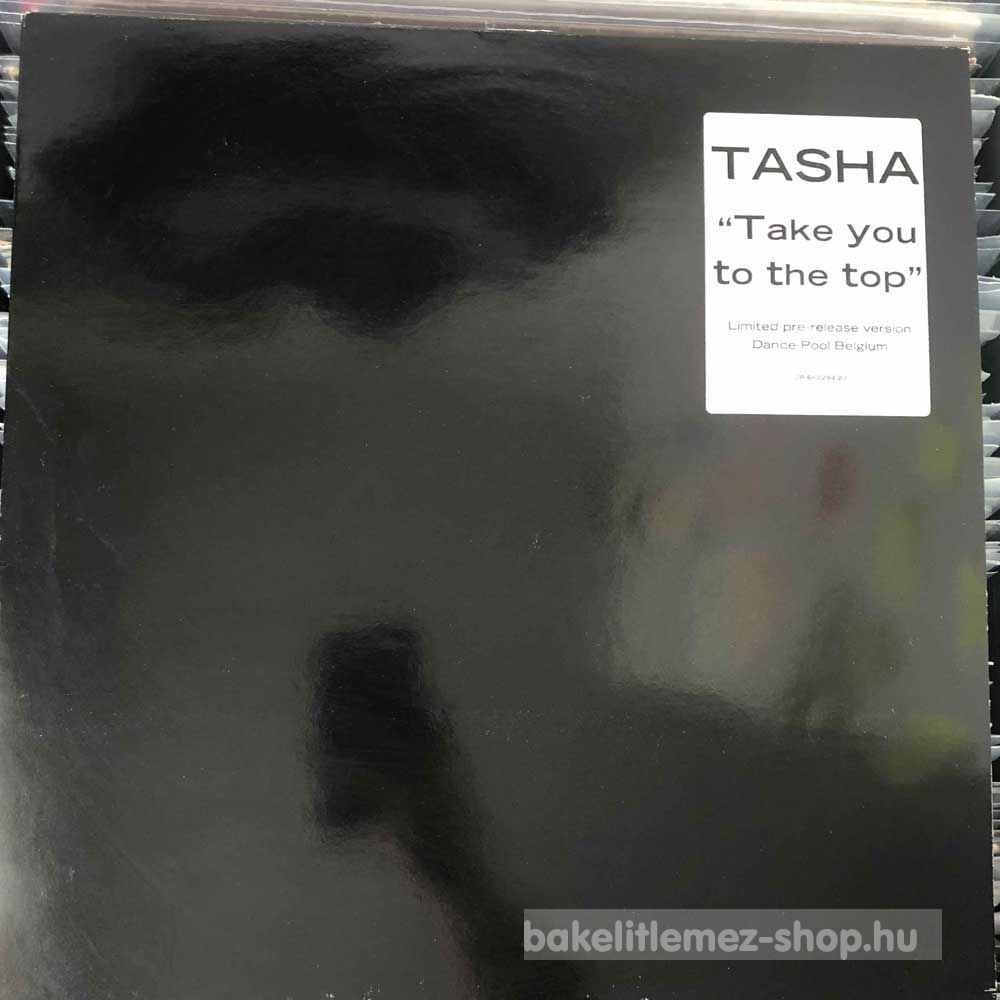 TASHA
“Take you
to the top”
Limited pre-release version
Dance Pool Belgium
bakelitlemez-shop.hu